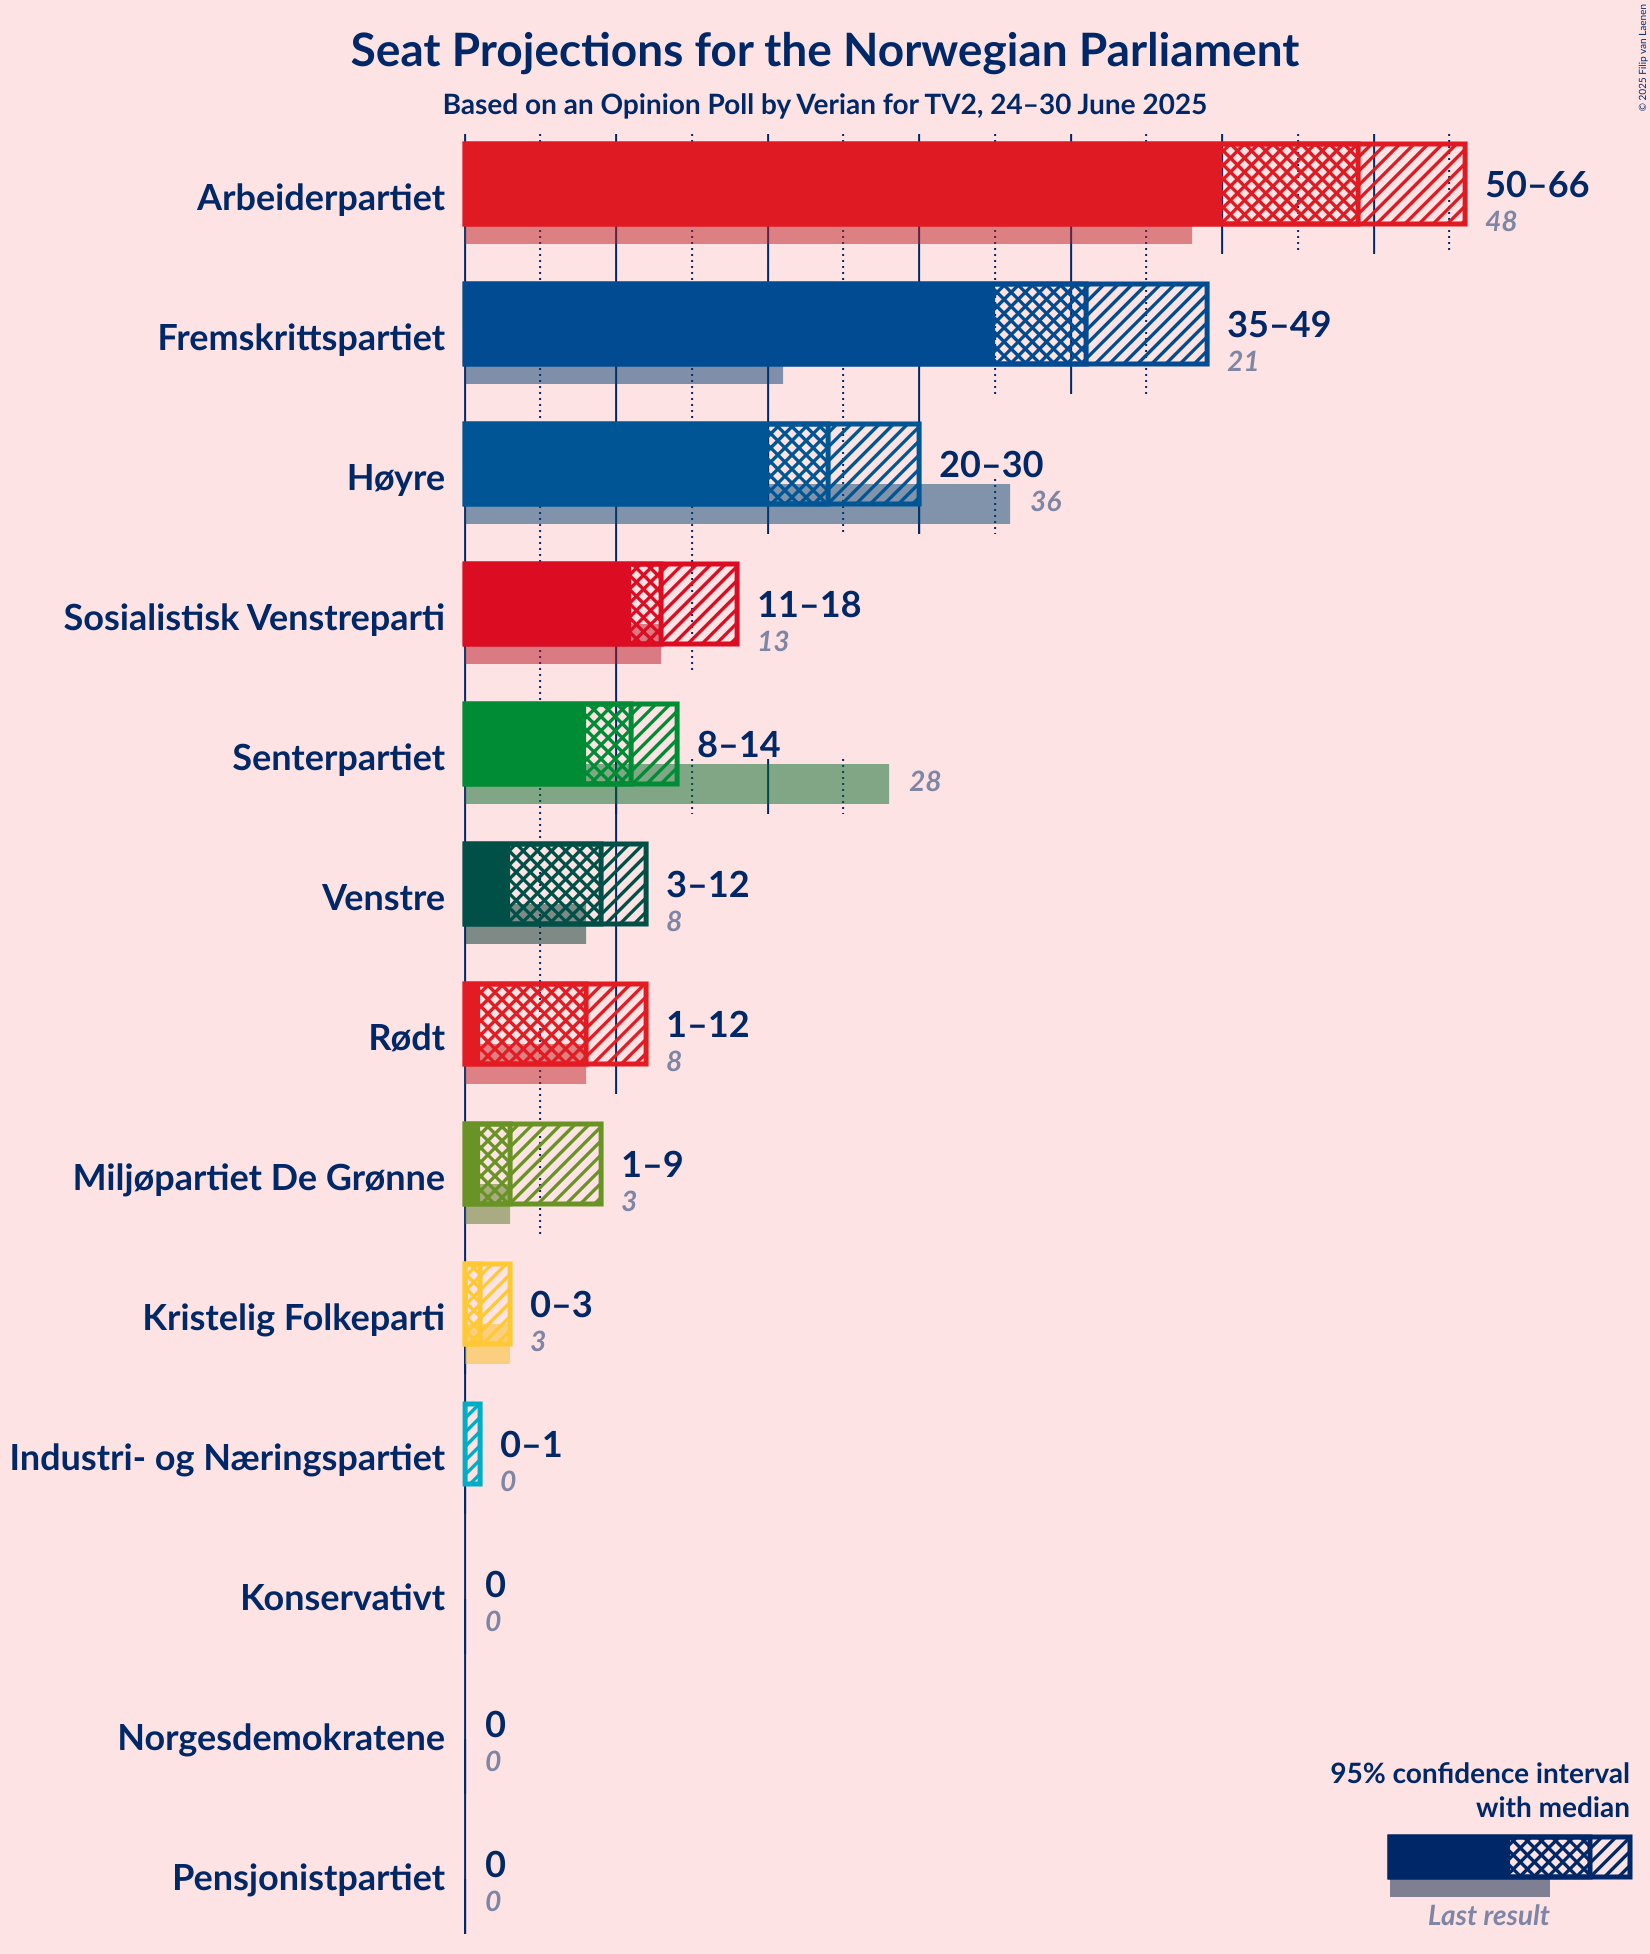 Seat Projections for the Norwegian Parliament
Based on an Opinion Poll by Verian for TV2, 24–30 June 2025
© 2025 Filip van Laenen
Arbeiderpartiet
50–66
48
Fremskrittspartiet
35–49
21
Høyre
20–30
36
Sosialistisk Venstreparti
11–18
13
Senterpartiet
8–14
28
Venstre
3–12
8
Rødt
1–12
8
Miljøpartiet De Grønne
1–9
3
Kristelig Folkeparti
0–3
3
Industri- og Næringspartiet
0–1
0
Konservativt
0
0
Norgesdemokratene
0
0
Pensjonistpartiet
0
0
95% confidence interval
with median
Last result